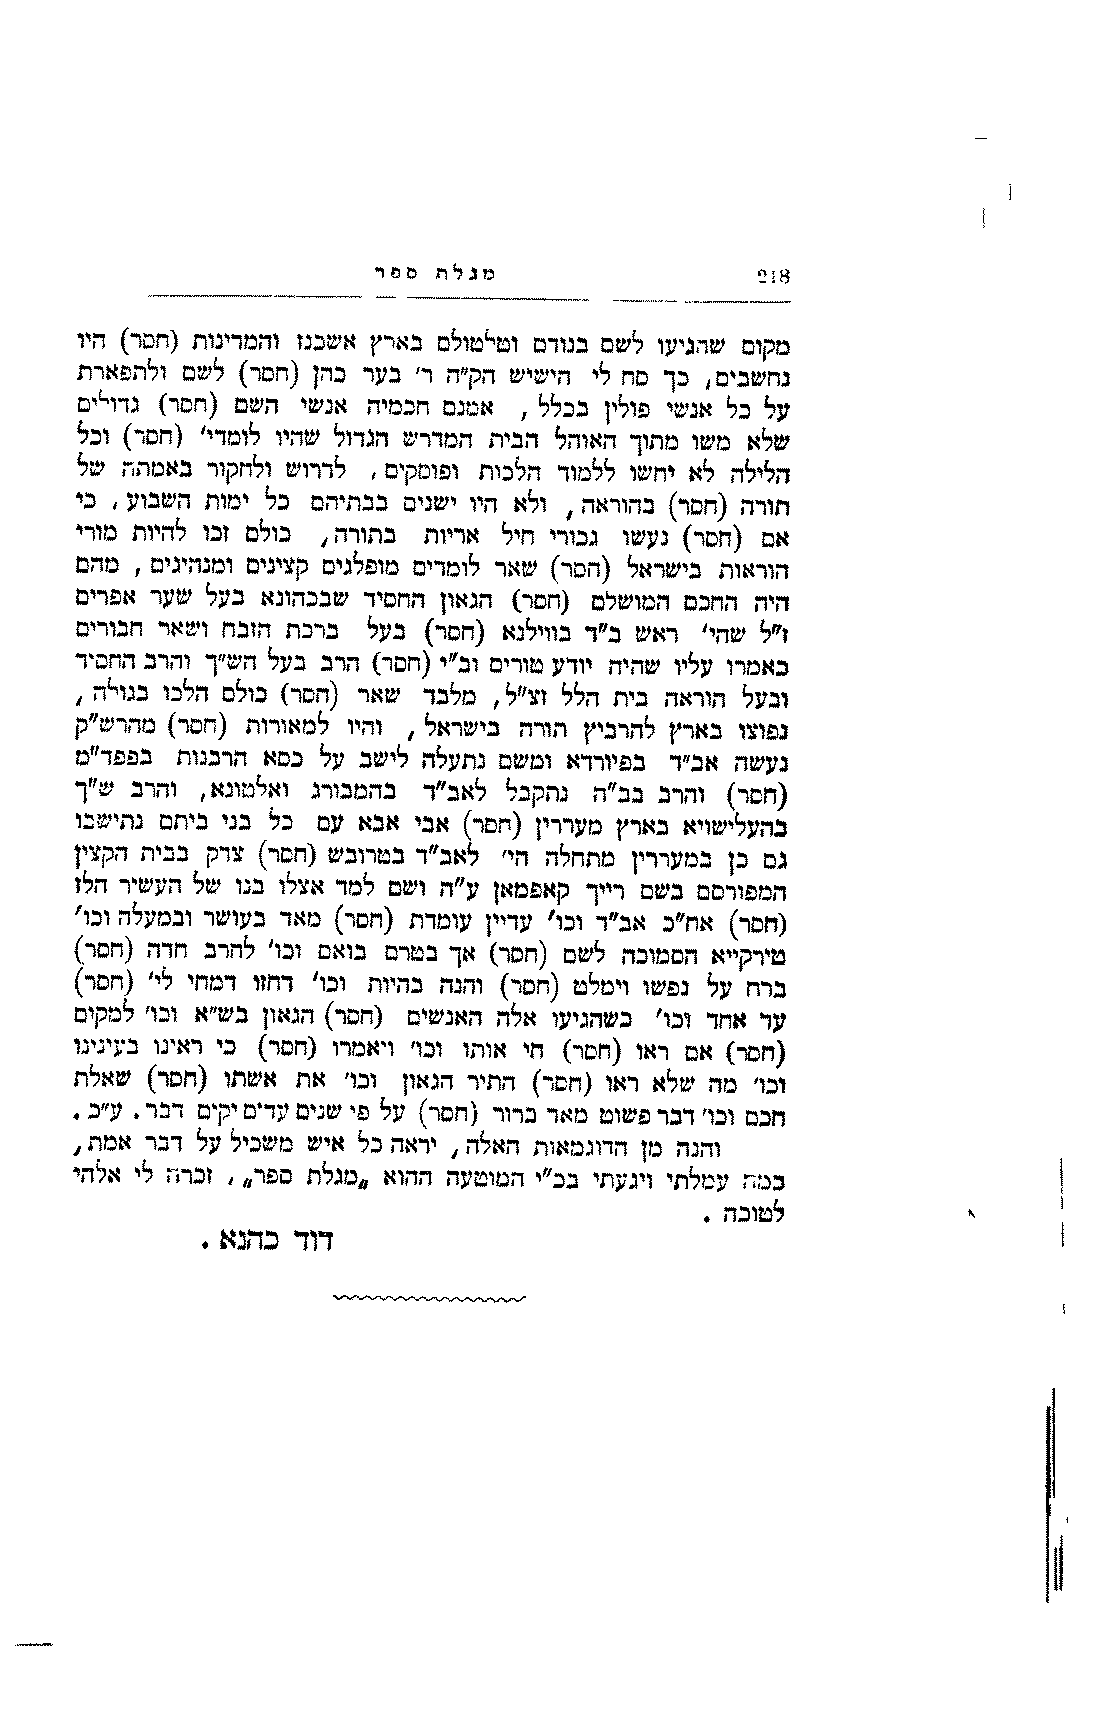 218
מגלת ספר
מקום שהגיעו לשם בנודם וטלטולם בארץ אשכנז והמדינות (חסר) היו
נחשבים, כך סח לי הישיש הק״ה ר׳ בער כהן (חסר) לשם ולתפארת
על כל אנשי פולין בכלל, אמנם חכמיה אנשי השם (חסר) גדולים
שלא משו מתוך האוהל הבית המדרש הגדול שהיו לומדי׳ (חסר) וכל
הלילה לא יחשו ללמוד הלכות ופוסקים, לדרוש ולחקור באמתה של
תורה (חסר) בהוראה, ולא היו ישנים בבתיהם כל ימות השבוע, כי
אם (חסר) נעשו גבורי חיל אריות בתורה, כולם זכו להיות מורי
הוראות בישראל (חסר) שאר לומדים מופלגים קצינים ומנהיגים, מהם
היה החכם המושלם (חסר) הגאון החסיד שבכהונא בעל שער אפרים
ז״ל שהי׳ ראש ב״ד בווילנא (חסר) בעל ברכת הזבח ושאר חבורים
באמרו עליו שהיה יודע טורים וב״י (חסר) הרב בעל הש״ך והרב החסיד
ובעל הוראה בית הלל זצ״ל, מלבד שאר (חסר) כולם הלכו בגולה,
נפוצו בארץ להרביץ תורה בישראל, והיו למאורות (חסר) מהרש״ק
נעשה אב״ד בפיורדא ומשם נתעלה לישב על כסא הרבנות בפפד״מ
(חסר) והרב בב״ה נתקבל לאב״ד בהמבורג ואלטונא, והרב ש״ך
בהעלישויא בארץ מעררין (חסר) אבי אבא עם כל בני ביתם נתישבו
גם כן במעררין מתחלה הי׳ לאב״ד בטרובש (חסר) צדק בבית הקצין
המפורסם בשם רייך קאפמאן ע״ה ושם למד אצלו בנו של העשיר הלז
(חסר) אח״כ אב״ד וכו׳ עדיין עומדת (חסר) מאד בעושר ובמעלה וכו׳
טירקייא הסמוכה לשם (חסר) אך בטרם בואם וכו׳ להרב חדה (חסר)
ברח על נפשו וימלט (חסר) והנה בהיות וכו׳ דחזו דמחי לי׳ (חסר)
עד אחד וכו׳ כשהגיעו אלה האנשים (חסר) הגאון בש״א וכו׳ למקום
(חסר) אם ראו (חסר) חי אותו וכו׳ ויאמרו (חסר) כי ראינו בעינינו
וכו׳ מה שלא ראו (חסר) התיר הגאון וכו׳ את אשתו (חסר) שאלת
חכם וכו׳ דבר פשוט מאד ברור (חסר) על פי שנים עדים יקים דבר. ע״כ.
והנה מן הדוגמאות האלה, יראה כל איש משכיל על דבר אמת,
במה עמלתי ויגעתי בכ״י המוטעה ההוא „מגלת ספר„, זכרה לי אלהי
לטובה.
דוד כהנא.